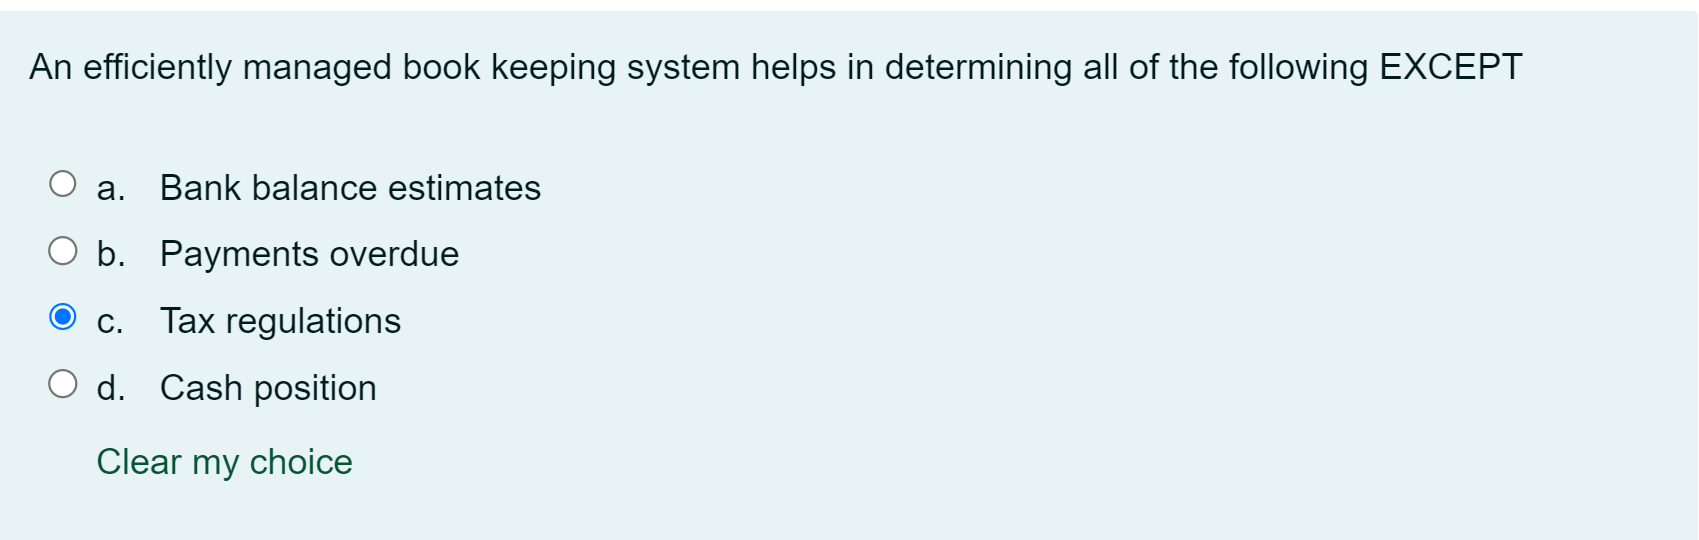 An efficiently managed book keeping system helps in determining all of the following EXCEPT
a. Bank balance estimates
b. Payments overdue
c. Tax regulations
d. Cash position
Clear my choice